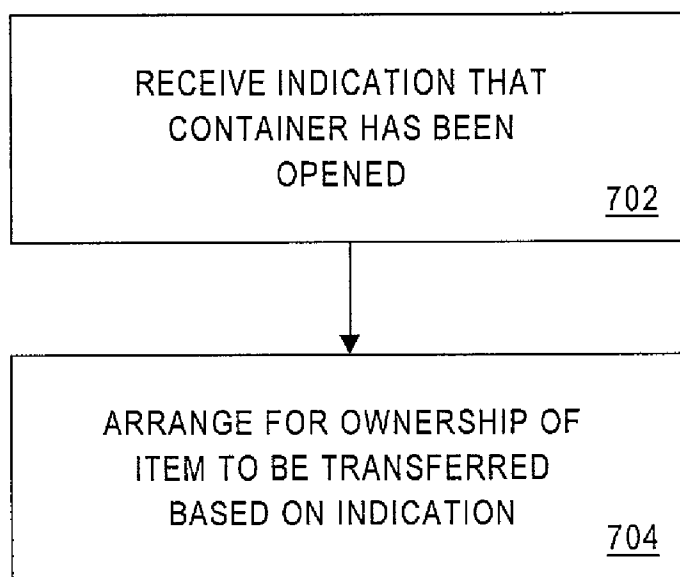 RECEIVE INDICATION THAT
CONTAINER HAS BEEN
OPENED
702
ARRANGE FOR OWNERSHIP OF
ITEM TO BE TRANSFERRED
BASED ON INDICATION
704